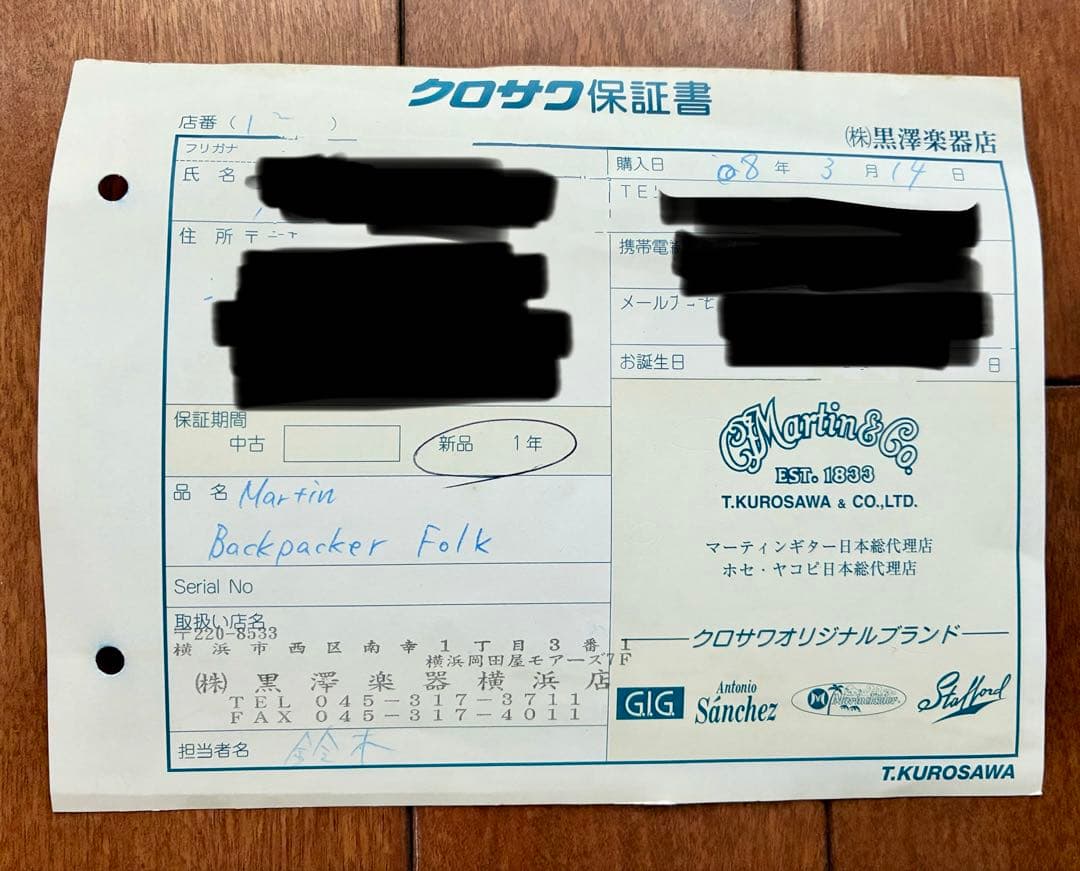 クロサワ保証書
㈱黒澤楽器店
店番( )
フリガナ
氏 名
購入日 08年 3月14日
TEL
住 所 〒
携帯電
メールア
お誕生日 日
保証期間
中古 新品 1年
品 名 Martin
Backpacker Folk
Serial No
取扱い店名
〒220-8533
横浜市西区南幸1丁目3番1
横浜岡田屋モアーズ7F
㈱ 黒澤楽器横浜店
TEL 045-317-3711
FAX 045-317-4011
担当者名 鈴木
C.F. Martin & Co.
EST. 1833
T.KUROSAWA & CO.,LTD.
マーティンギター日本総代理店
ホセ・ヤコピ日本総代理店
クロサワオリジナルブランド
G.I.G
Antonio Sánchez
M
Stafford
T.KUROSAWA